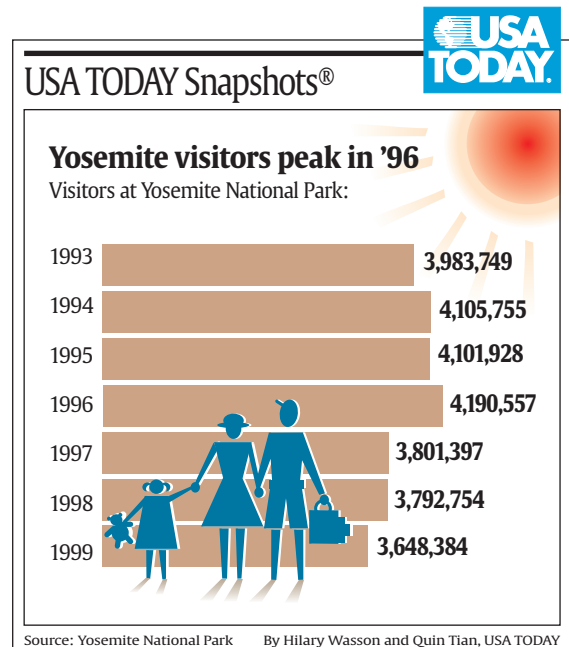 USA
TODAY.
USA TODAY Snapshots®
Yosemite visitors peak in ’96
Visitors at Yosemite National Park:
1993 3,983,749
1994 4,105,755
1995 4,101,928
1996 4,190,557
1997 3,801,397
1998 3,792,754
1999 3,648,384
Source: Yosemite National Park By Hilary Wasson and Quin Tian, USA TODAY